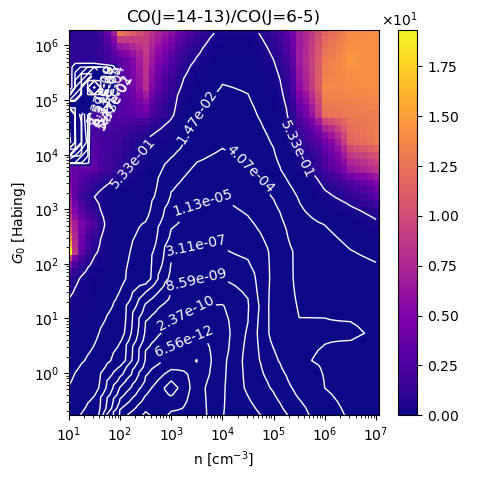 CO(J=14-13)/CO(J=6-5)
×10¹
10⁶
10⁵
10⁴
10³
10²
10¹
10⁰
G₀ [Habing]
5.33e-01
1.47e-02
5.33e-01
4.07e-04
1.13e-05
3.11e-07
8.59e-09
2.37e-10
6.56e-12
10¹
10²
10³
10⁴
10⁵
10⁶
10⁷
n [cm⁻³]
1.75
1.50
1.25
1.00
0.75
0.50
0.25
0.00